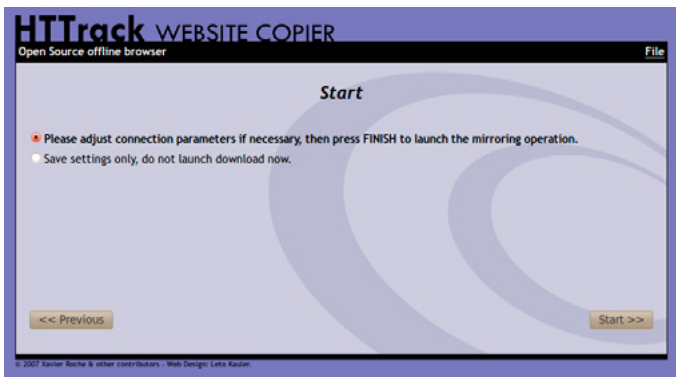 HTTrack WEBSITE COPIER
Open Source offline browser
File
Start
Please adjust connection parameters if necessary, then press FINISH to launch the mirroring operation.
Save settings only, do not launch download now.
<< Previous
Start >>
© 2007 Xavier Roche & other contributors - Web Design: Leto Kauler.